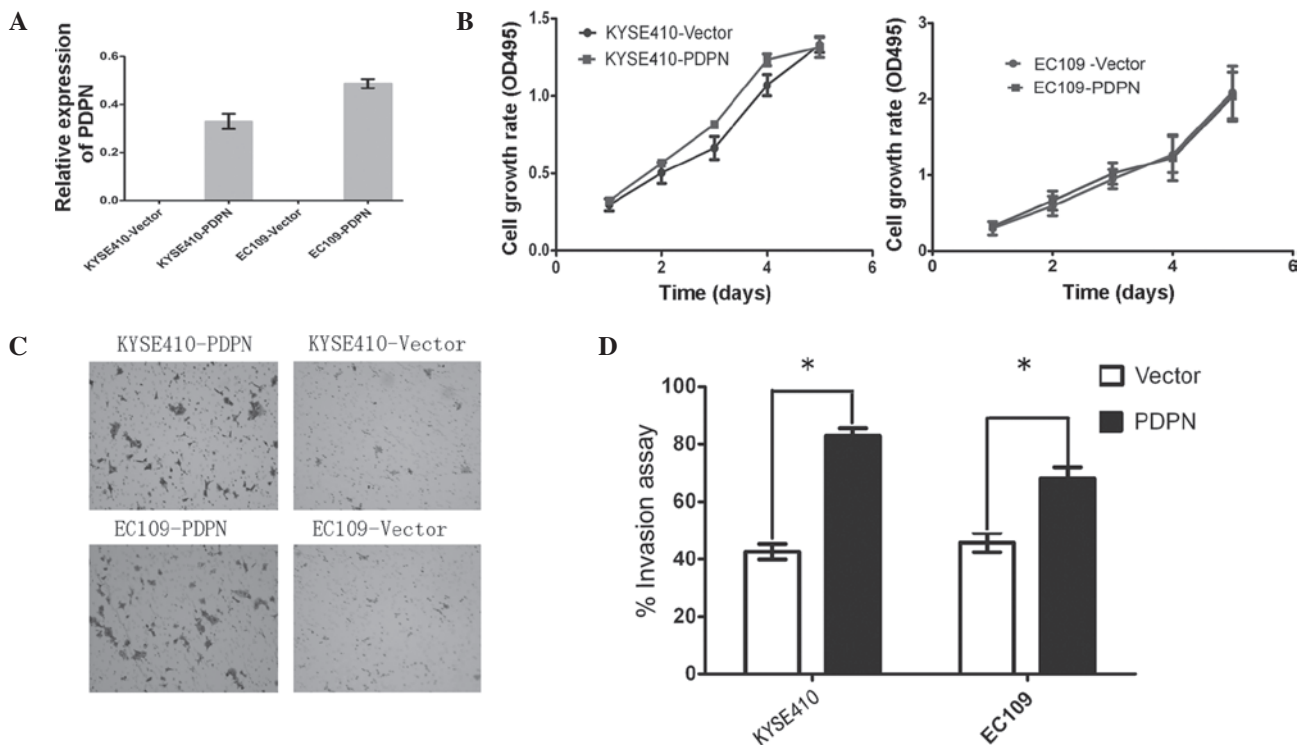 A
Relative expression
of PDPN
0.6
0.4
0.2
0.0
KYSE410-Vector
KYSE410-PDPN
EC109-Vector
EC109-PDPN
B
Cell growth rate (OD495)
1.5
1.0
0.5
0.0
KYSE410-Vector
KYSE410-PDPN
0
2
4
6
Time (days)
Cell growth rate (OD495)
3
2
1
0
EC109 -Vector
EC109-PDPN
0
2
4
6
Time (days)
C
KYSE410-PDPN
KYSE410-Vector
EC109-PDPN
EC109-Vector
D
% Invasion assay
100
80
60
40
20
0
*
*
Vector
PDPN
KYSE410
EC109